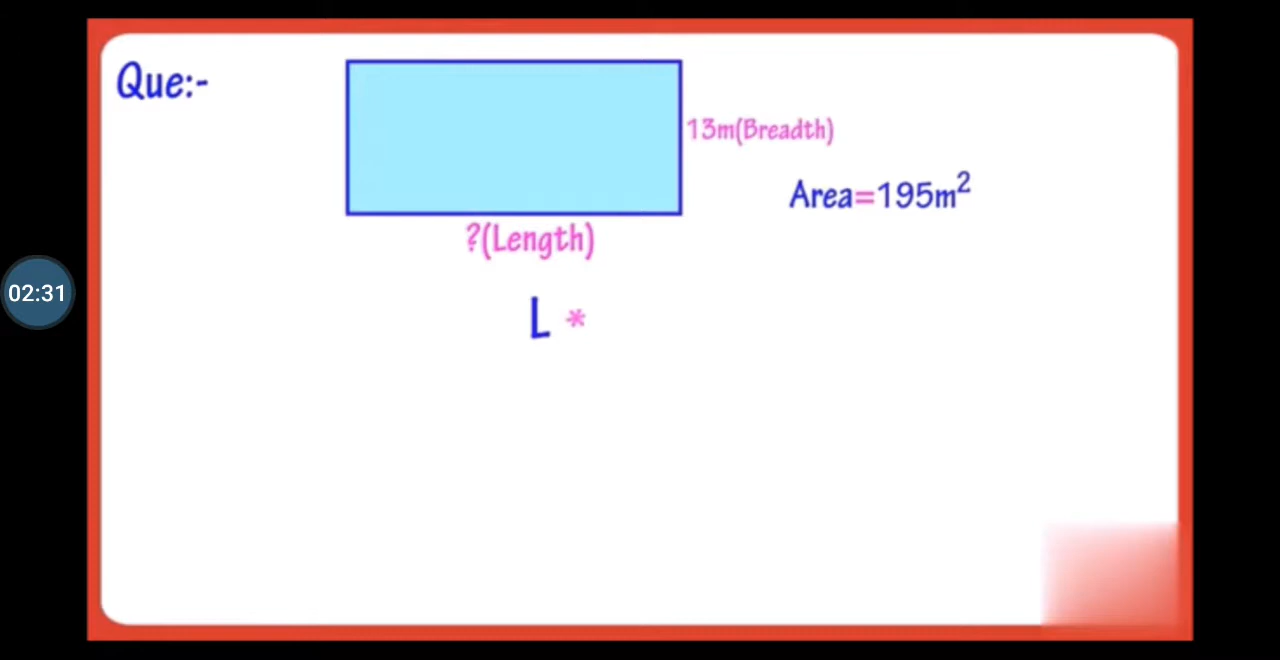 Que:-
13m(Breadth)
Area=195m²
?(Length)
02:31
L *